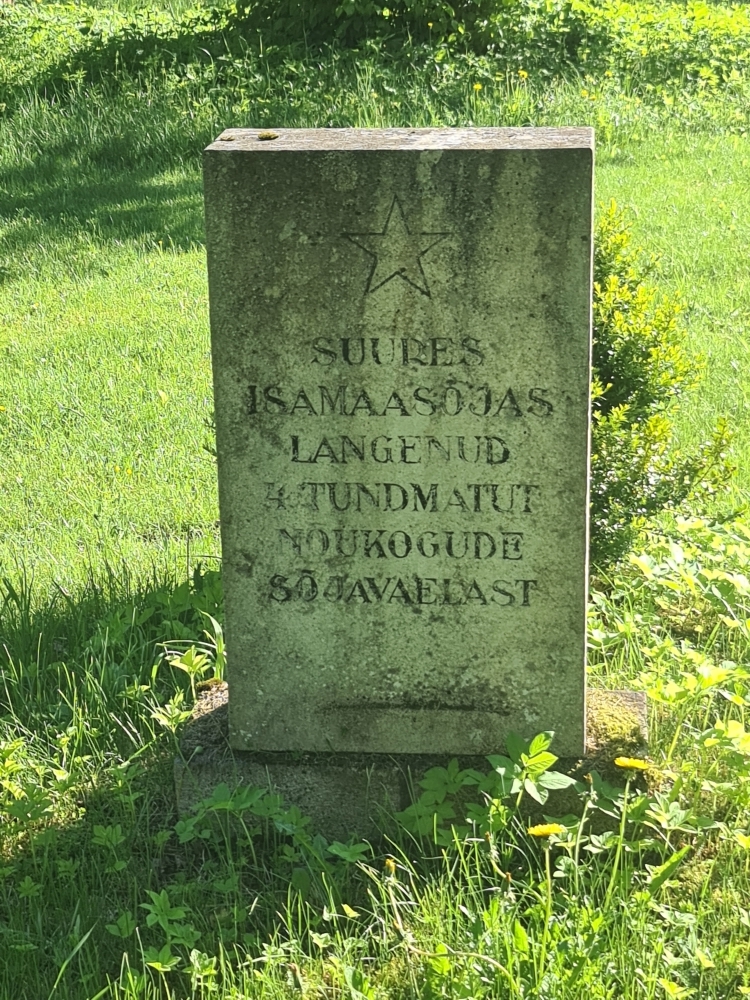 SUURES
ISAMAASÕJAS
LANGENUD
4 TUNDMATUT
NÕUKOGUDE
SÕJAVAELAST